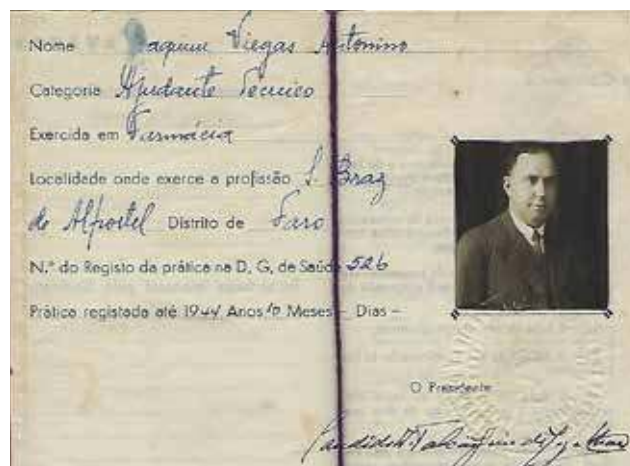 Nome Joaquim Viegas Antonino
Categoria Ajudante Tecnico
Exercida em Farmácia
Localidade onde exerce a profissão S. Braz
de Alportel Distrito de Faro
N.º do Registo da prática na D, G, de Saúde 526
Prática registada até 1944 Anos 10 Meses – Dias –
O Presidente